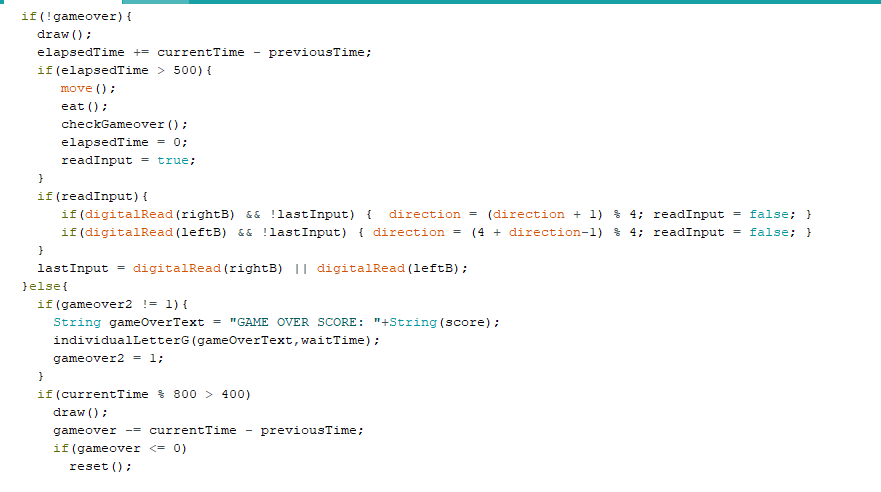 if(!gameover){
draw();
elapsedTime += currentTime - previousTime;
if(elapsedTime > 500){
move();
eat();
checkGameover();
elapsedTime = 0;
readInput = true;
}
if(readInput){
if(digitalRead(rightB) && !lastInput) {  direction = (direction + 1) % 4; readInput = false; }
if(digitalRead(leftB) && !lastInput) { direction = (4 + direction-1) % 4; readInput = false; }
}
lastInput = digitalRead(rightB) || digitalRead(leftB);
}else{
if(gameover2 != 1){
String gameOverText = "GAME OVER SCORE: "+String(score);
individualLetterG(gameOverText,waitTime);
gameover2 = 1;
}
if(currentTime % 800 > 400)
draw();
gameover -= currentTime - previousTime;
if(gameover <= 0)
reset();